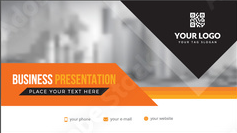 YOUR LOGO
YOUR TAG SLOGAN
BUSINESS PRESENTATION
PLACE YOUR TEXT HERE
your phone
your e-mail
your website